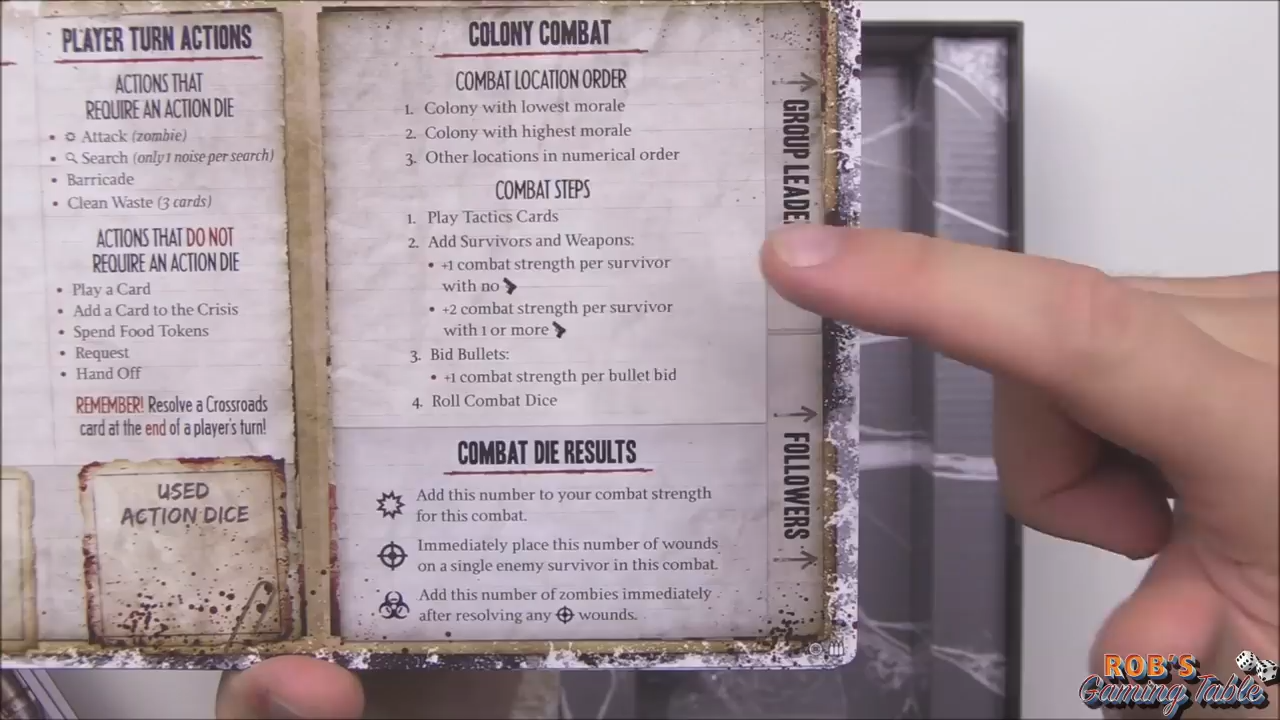 PLAYER TURN ACTIONS
ACTIONS THAT
REQUIRE AN ACTION DIE
• Attack (zombie)
• Search (only 1 noise per search)
• Barricade
• Clean Waste (3 cards)
ACTIONS THAT DO NOT
REQUIRE AN ACTION DIE
• Play a Card
• Add a Card to the Crisis
• Spend Food Tokens
• Request
• Hand Off
REMEMBER! Resolve a Crossroads
card at the end of a player's turn!
USED
ACTION DICE
COLONY COMBAT
COMBAT LOCATION ORDER
1. Colony with lowest morale
2. Colony with highest morale
3. Other locations in numerical order
COMBAT STEPS
1. Play Tactics Cards
2. Add Survivors and Weapons:
• +1 combat strength per survivor
with no
• +2 combat strength per survivor
with 1 or more
3. Bid Bullets:
• +1 combat strength per bullet bid
4. Roll Combat Dice
COMBAT DIE RESULTS
Add this number to your combat strength
for this combat.
Immediately place this number of wounds
on a single enemy survivor in this combat.
Add this number of zombies immediately
after resolving any wounds.
GROUP LEADE
FOLLOWERS
ROB'S
Gaming Table